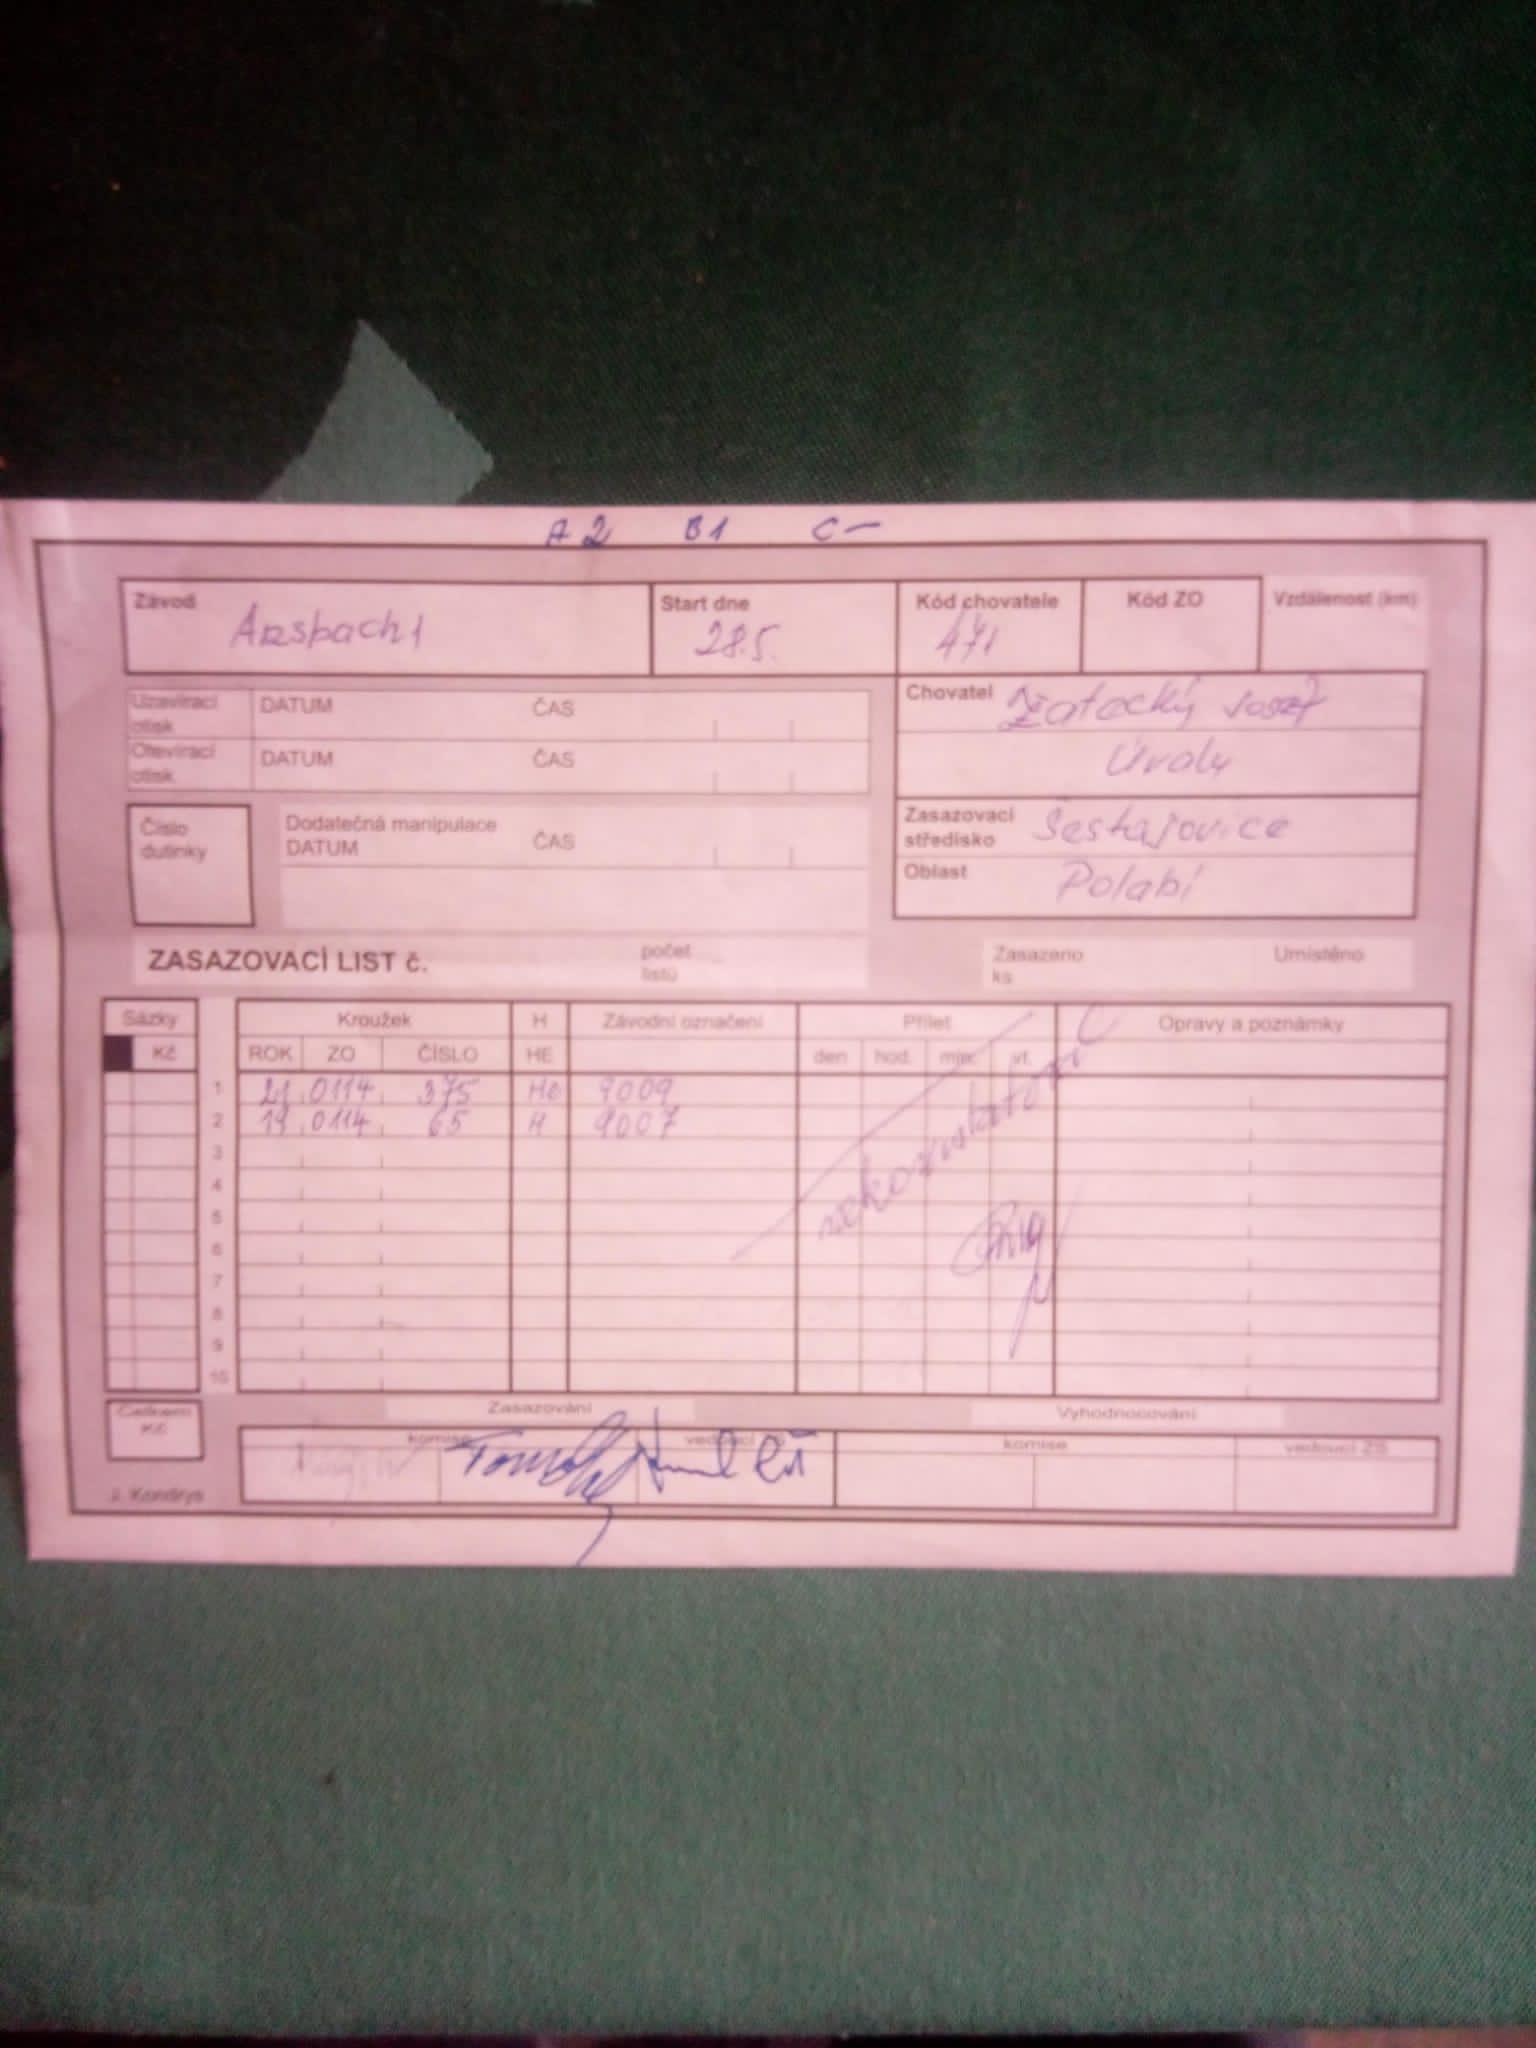 A2 B1 C-
Závod Start dne Kód chovatele Kód ZO Vzdálenost (km)
Ansbach 1 28.5. 471
Uzavírací otisk DATUM ČAS
Otevírací otisk DATUM ČAS
Chovatel Žatecký Josef
Úvaly
Číslo dutinky
Dodatečná manipulace
DATUM ČAS
Zasazovací středisko Šestajovice
Oblast Polabí
ZASAZOVACÍ LIST č. počet listů Zasazeno ks Umístěno
Sázky Kroužek H Závodní označení Přílet Opravy a poznámky
Kč ROK ZO ČÍSLO HE den hod. min. vt.
1 21 0114 375 He 9009
2 19 0114 65 H 9007
3
4
5
6
7
8
9
10
Celkem Kč
Zasazování Vyhodnocování
komise vedoucí komise vedoucí ZS
J. Kondrys